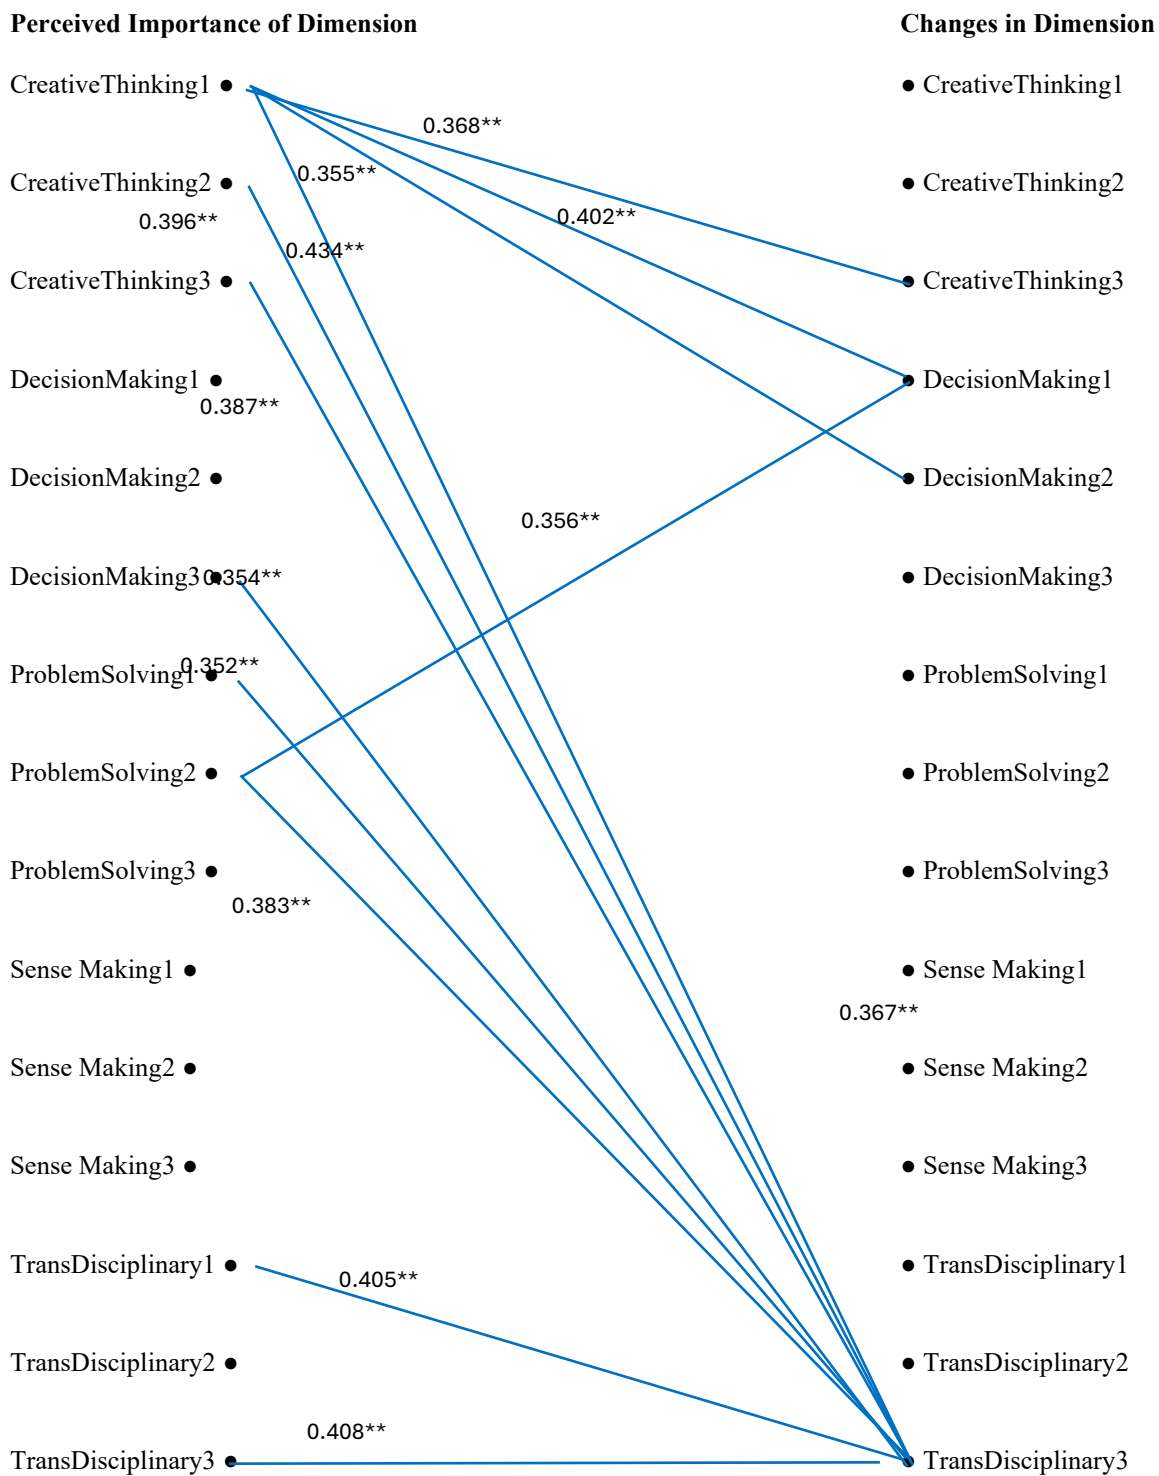 Perceived Importance of Dimension Changes in Dimension
CreativeThinking1 ● ● CreativeThinking1
0.368**
0.355**
CreativeThinking2 ● ● CreativeThinking2
0.396** 0.402**
0.434**
CreativeThinking3 ● ● CreativeThinking3
DecisionMaking1 ● ● DecisionMaking1
0.387**
DecisionMaking2 ● ● DecisionMaking2
0.356**
DecisionMaking3 ● 0.354** ● DecisionMaking3
0.352**
ProblemSolving1 ● ● ProblemSolving1
ProblemSolving2 ● ● ProblemSolving2
ProblemSolving3 ● ● ProblemSolving3
0.383**
Sense Making1 ● ● Sense Making1
0.367**
Sense Making2 ● ● Sense Making2
Sense Making3 ● ● Sense Making3
TransDisciplinary1 ● ● TransDisciplinary1
0.405**
TransDisciplinary2 ● ● TransDisciplinary2
0.408**
TransDisciplinary3 ● ● TransDisciplinary3